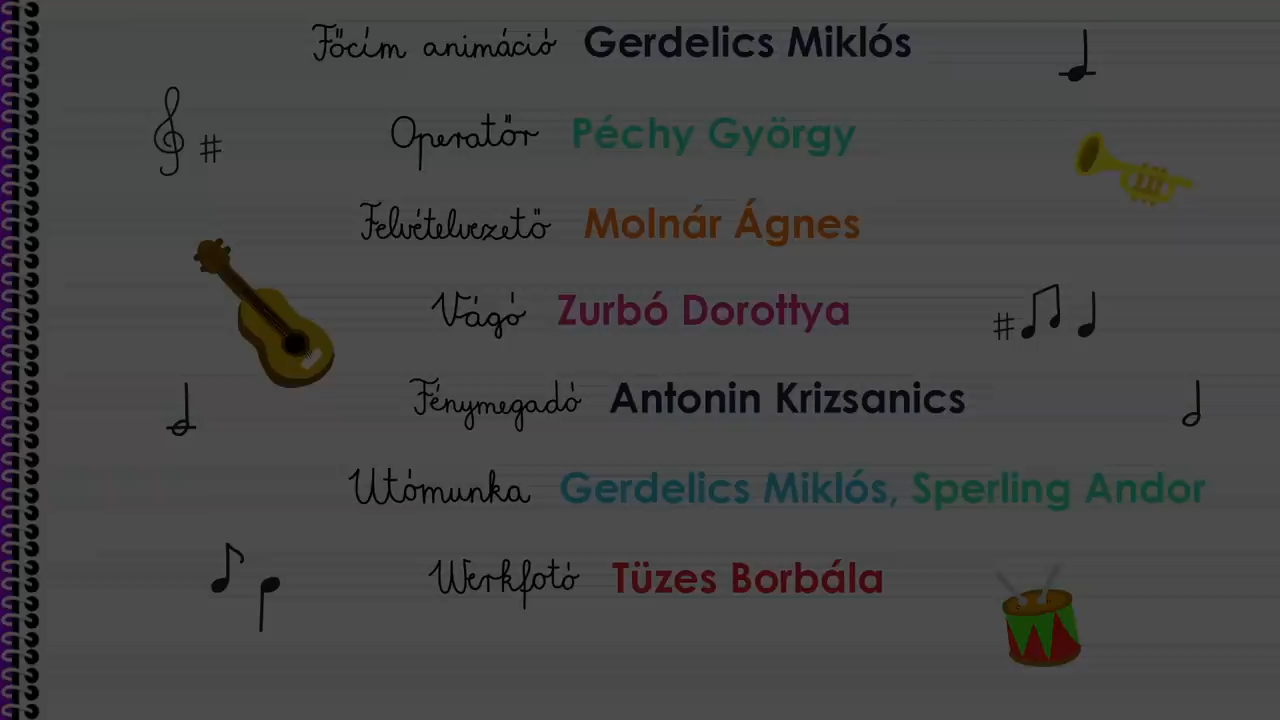 Főcím animáció Gerdelics Miklós
Operatőr Péchy György
Felvételvezető Molnár Ágnes
Vágó Zurbó Dorottya
Fénymegadó Antonin Krizsanics
Utómunka Gerdelics Miklós, Sperling Andor
Werkfotó Tüzes Borbála